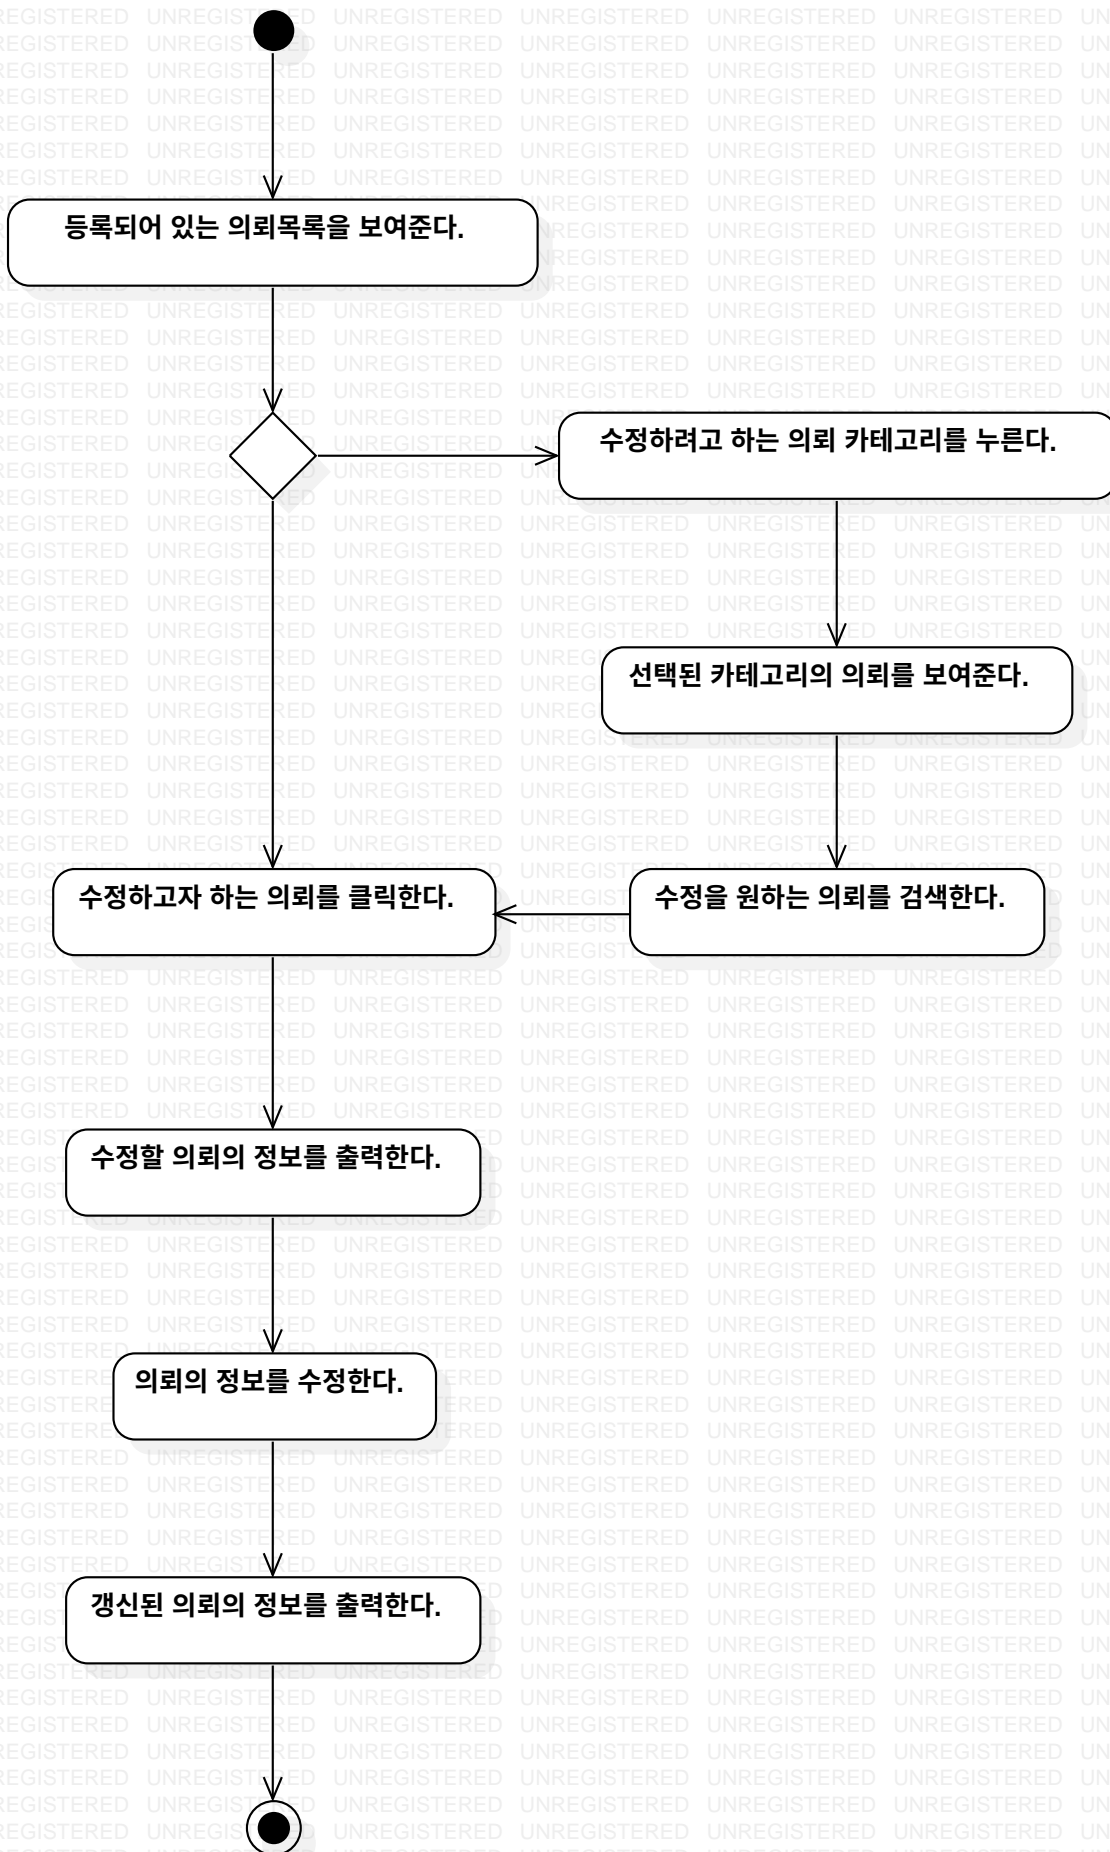 등록되어 있는 의뢰목록을 보여준다.
수정하려고 하는 의뢰 카테고리를 누른다.
선택된 카테고리의 의뢰를 보여준다.
수정하고자 하는 의뢰를 클릭한다.
수정을 원하는 의뢰를 검색한다.
수정할 의뢰의 정보를 출력한다.
의뢰의 정보를 수정한다.
갱신된 의뢰의 정보를 출력한다.